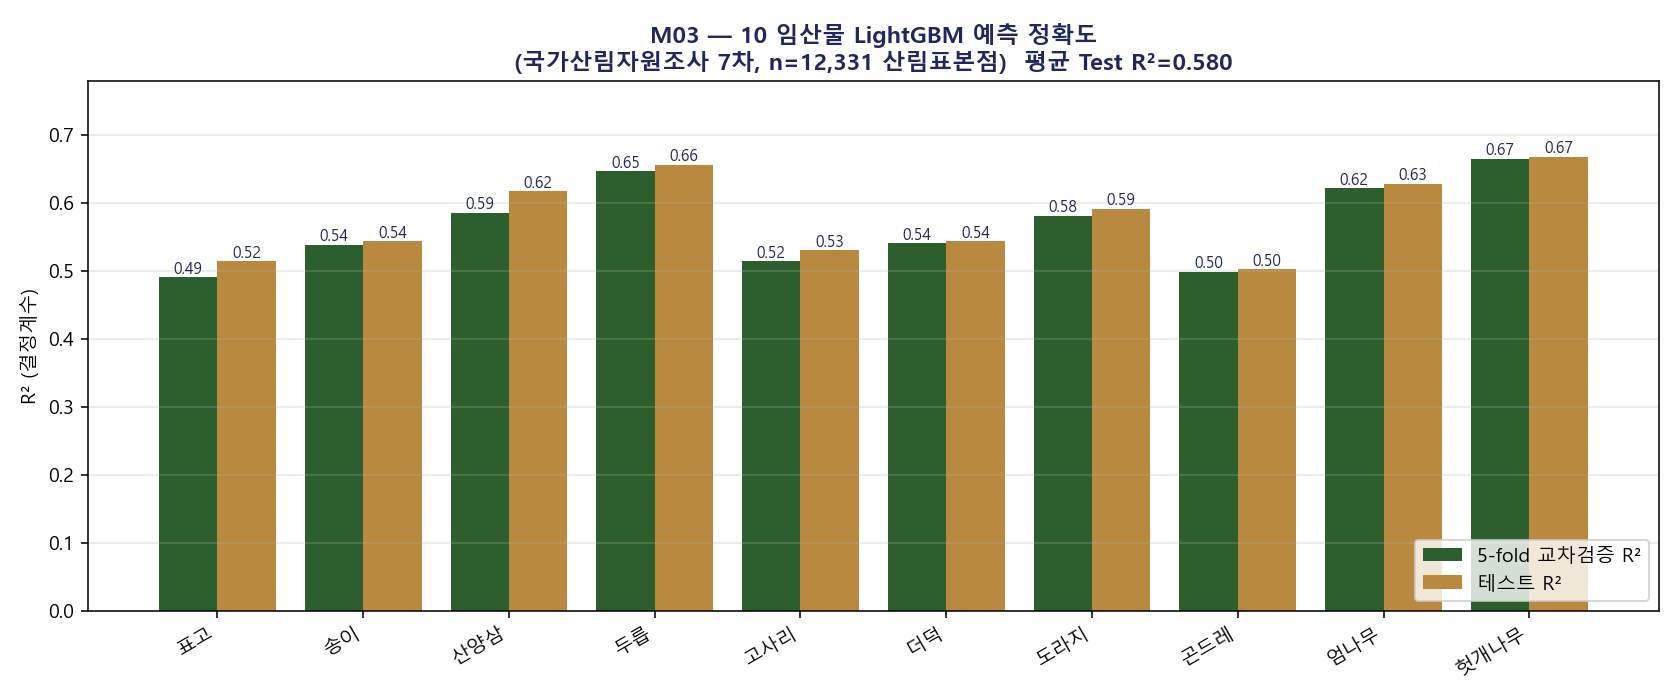 M03 — 10 임산물 LightGBM 예측 정확도
(국가산림자원조사 7차, n=12,331 산림표본점)  평균 Test R²=0.580
R² (결정계수)
0.7
0.6
0.5
0.4
0.3
0.2
0.1
0.0
0.49 0.52
0.54 0.54
0.59 0.62
0.65 0.66
0.52 0.53
0.54 0.54
0.58 0.59
0.50 0.50
0.62 0.63
0.67 0.67
5-fold 교차검증 R²
테스트 R²
표고
송이
산양삼
두릅
고사리
더덕
도라지
곤드레
엄나무
헛개나무